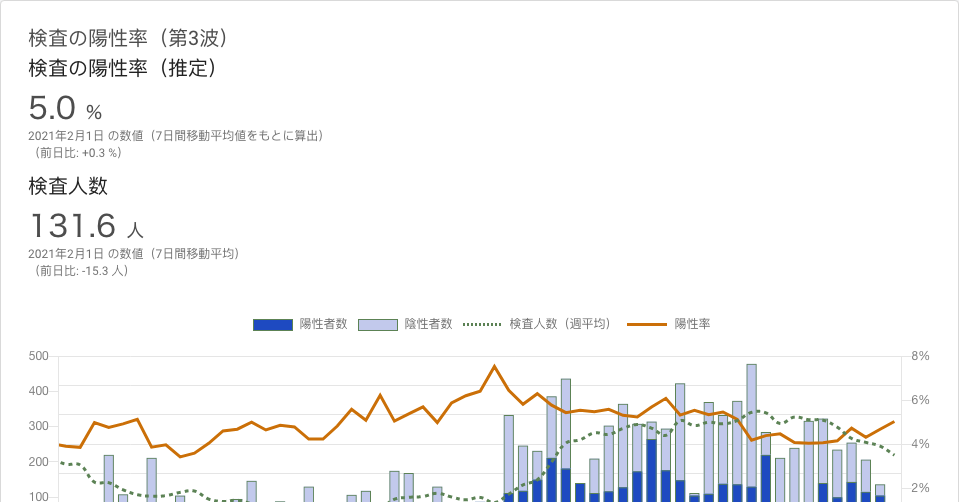 検査の陽性率（第3波）
検査の陽性率（推定）
5.0 %
2021年2月1日 の数値（7日間移動平均値をもとに算出）
（前日比: +0.3 %）
検査人数
131.6 人
2021年2月1日 の数値（7日間移動平均）
（前日比: -15.3 人）
陽性者数 陰性者数 検査人数（週平均） 陽性率
500 8%
400
6%
300
4%
200
2%
100